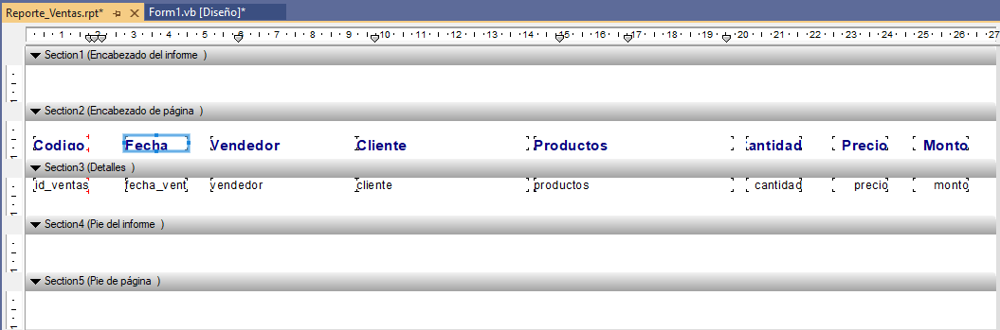 Reporte_Ventas.rpt* Form1.vb [Diseño]*
1 2 3 4 5 6 7 8 9 10 11 12 13 14 15 16 17 18 19 20 21 22 23 24 25 26 27
Section1 (Encabezado del informe )
Section2 (Encabezado de página )
Codigo Fecha Vendedor Cliente Productos antidad Precio Monto
Section3 (Detalles )
id_ventas fecha_vent vendedor cliente productos cantidad precio monto
Section4 (Pie del informe )
Section5 (Pie de página )